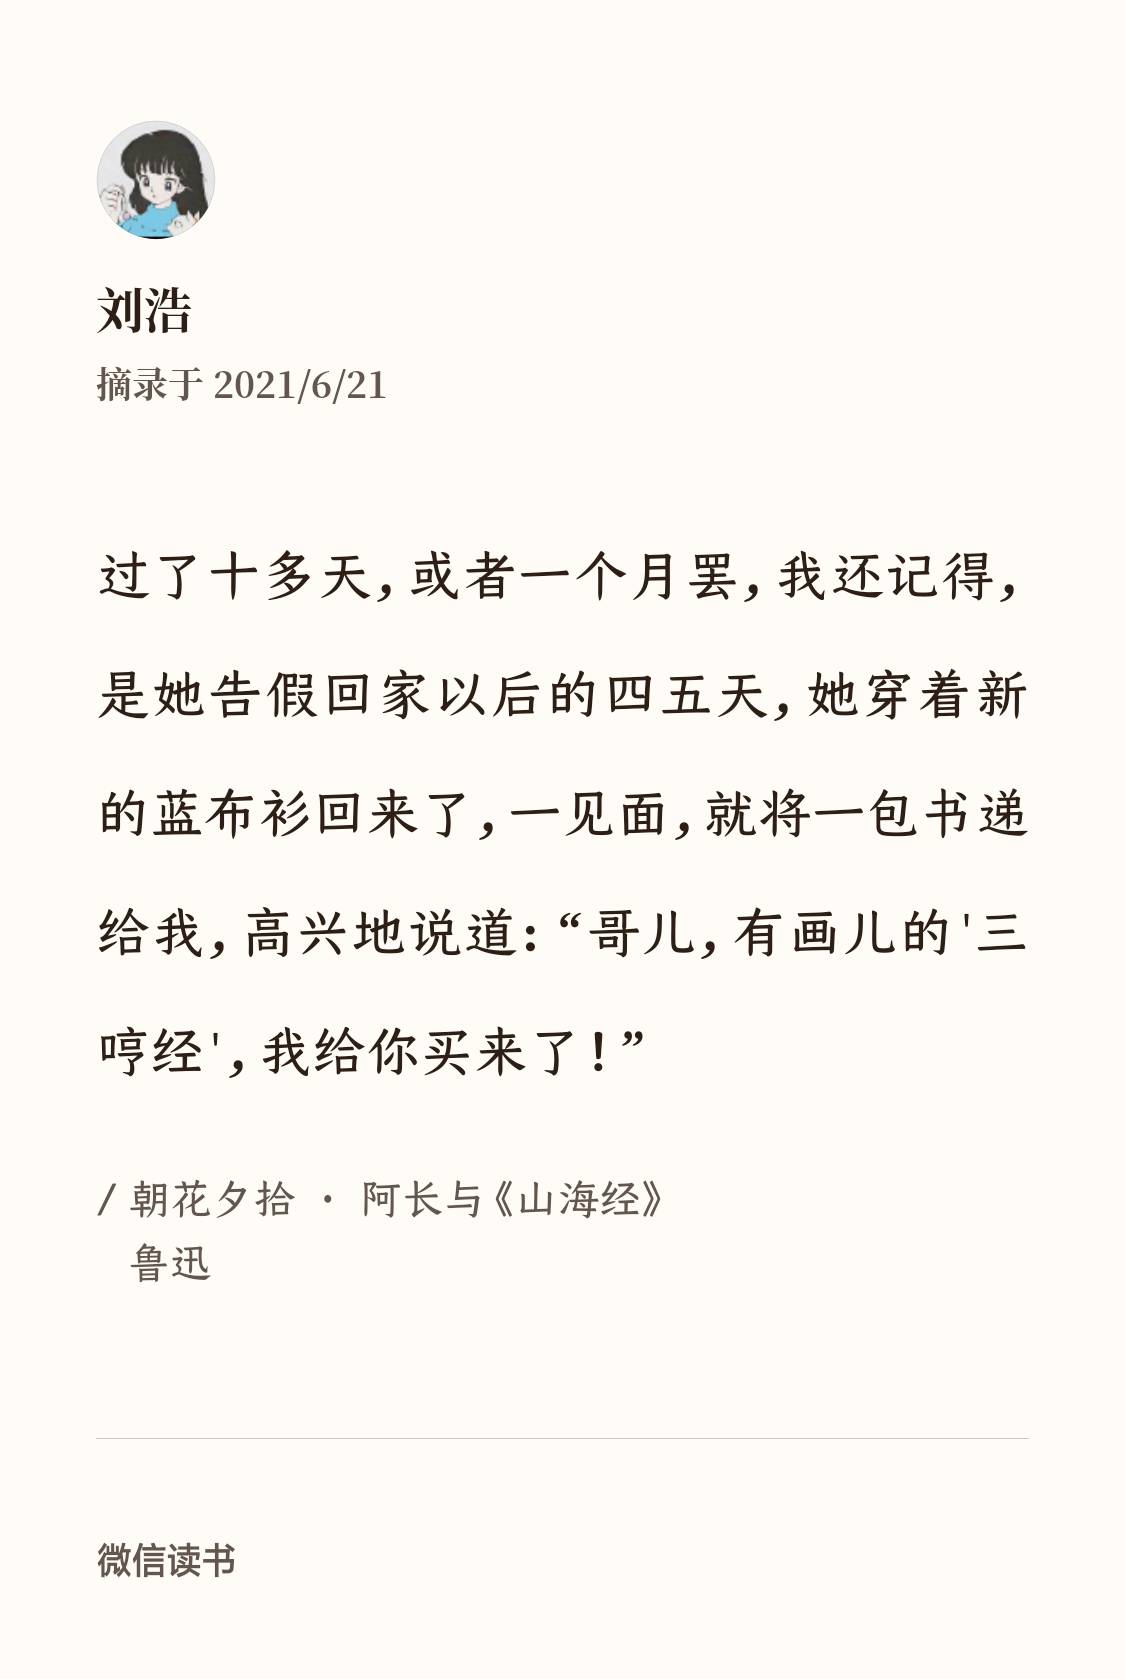 刘浩
摘录于 2021/6/21
过了十多天,或者一个月罢,我还记得,
是她告假回家以后的四五天,她穿着新
的蓝布衫回来了,一见面,就将一包书递
给我,高兴地说道:“哥儿,有画儿的'三
哼经',我给你买来了!”
/ 朝花夕拾 · 阿长与《山海经》
鲁迅
微信读书